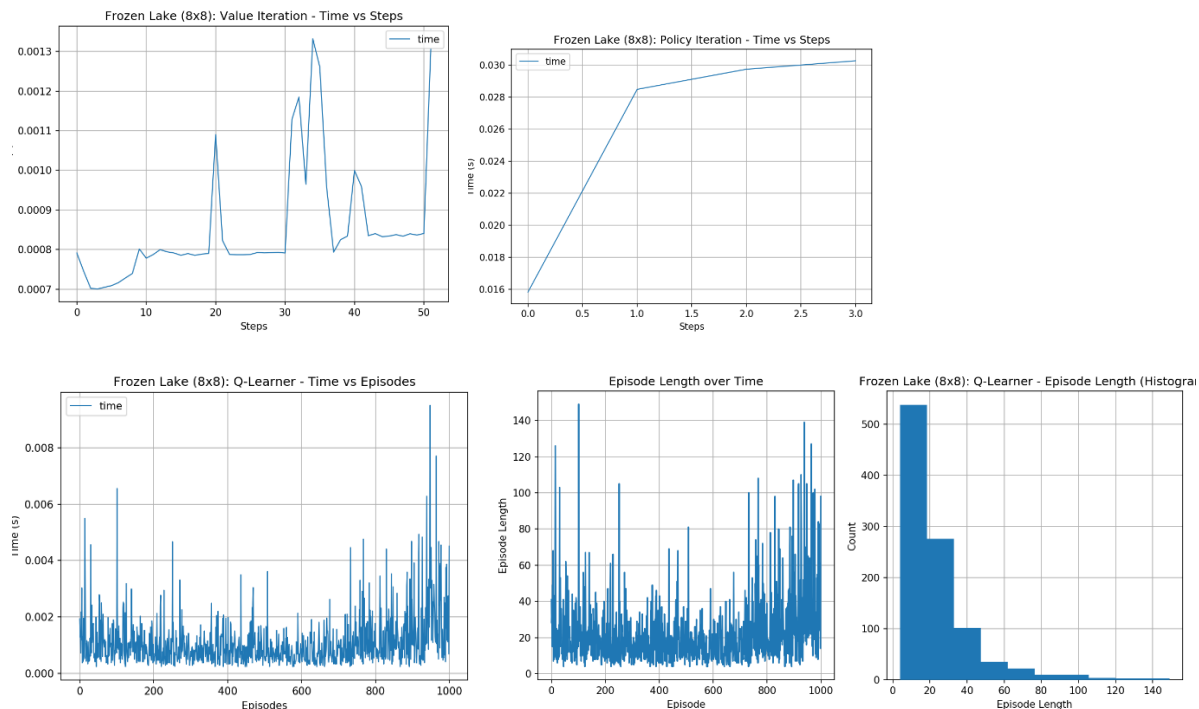 Frozen Lake (8x8): Value Iteration - Time vs Steps
time
0.0013
0.0012
0.0011
0.0010
0.0009
0.0008
0.0007
0 10 20 30 40 50
Steps
Frozen Lake (8x8): Policy Iteration - Time vs Steps
time
0.030
0.028
0.026
0.024
0.022
0.020
0.018
0.016
Time (s)
0.0 0.5 1.0 1.5 2.0 2.5 3.0
Steps
Frozen Lake (8x8): Q-Learner - Time vs Episodes
time
0.008
0.006
0.004
0.002
0.000
Time (s)
0 200 400 600 800 1000
Episodes
Episode Length over Time
140
120
100
80
60
40
20
0
Episode Length
0 200 400 600 800 1000
Episode
Frozen Lake (8x8): Q-Learner - Episode Length (Histogra
500
400
300
200
100
0
Count
0 20 40 60 80 100 120 140
Episode Length